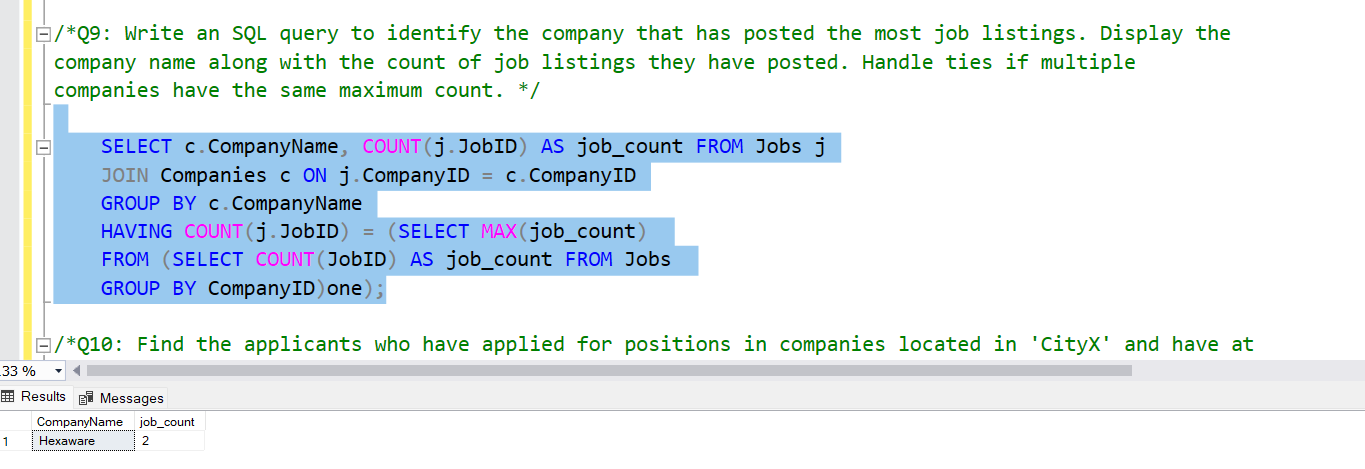 /*Q9: Write an SQL query to identify the company that has posted the most job listings. Display the
company name along with the count of job listings they have posted. Handle ties if multiple
companies have the same maximum count. */
SELECT c.CompanyName, COUNT(j.JobID) AS job_count FROM Jobs j
JOIN Companies c ON j.CompanyID = c.CompanyID
GROUP BY c.CompanyName
HAVING COUNT(j.JobID) = (SELECT MAX(job_count)
FROM (SELECT COUNT(JobID) AS job_count FROM Jobs
GROUP BY CompanyID)one);
/*Q10: Find the applicants who have applied for positions in companies located in 'CityX' and have at
.33 %
Results Messages
CompanyName job_count
1 Hexaware 2